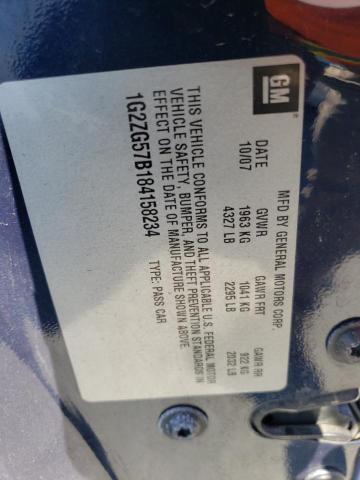 GM
MFD BY GENERAL MOTORS CORP.
DATE GVWR GAWR FRT GAWR RR
10/07 1963 KG 1041 KG 922 KG
4327 LB 2295 LB 2032 LB
THIS VEHICLE CONFORMS TO ALL APPLICABLE U.S. FEDERAL MOTOR
VEHICLE SAFETY, BUMPER, AND THEFT PREVENTION STANDARDS IN
EFFECT ON THE DATE OF MANUFACTURE SHOWN ABOVE.
1G2ZG57B184158234 TYPE: PASS CAR